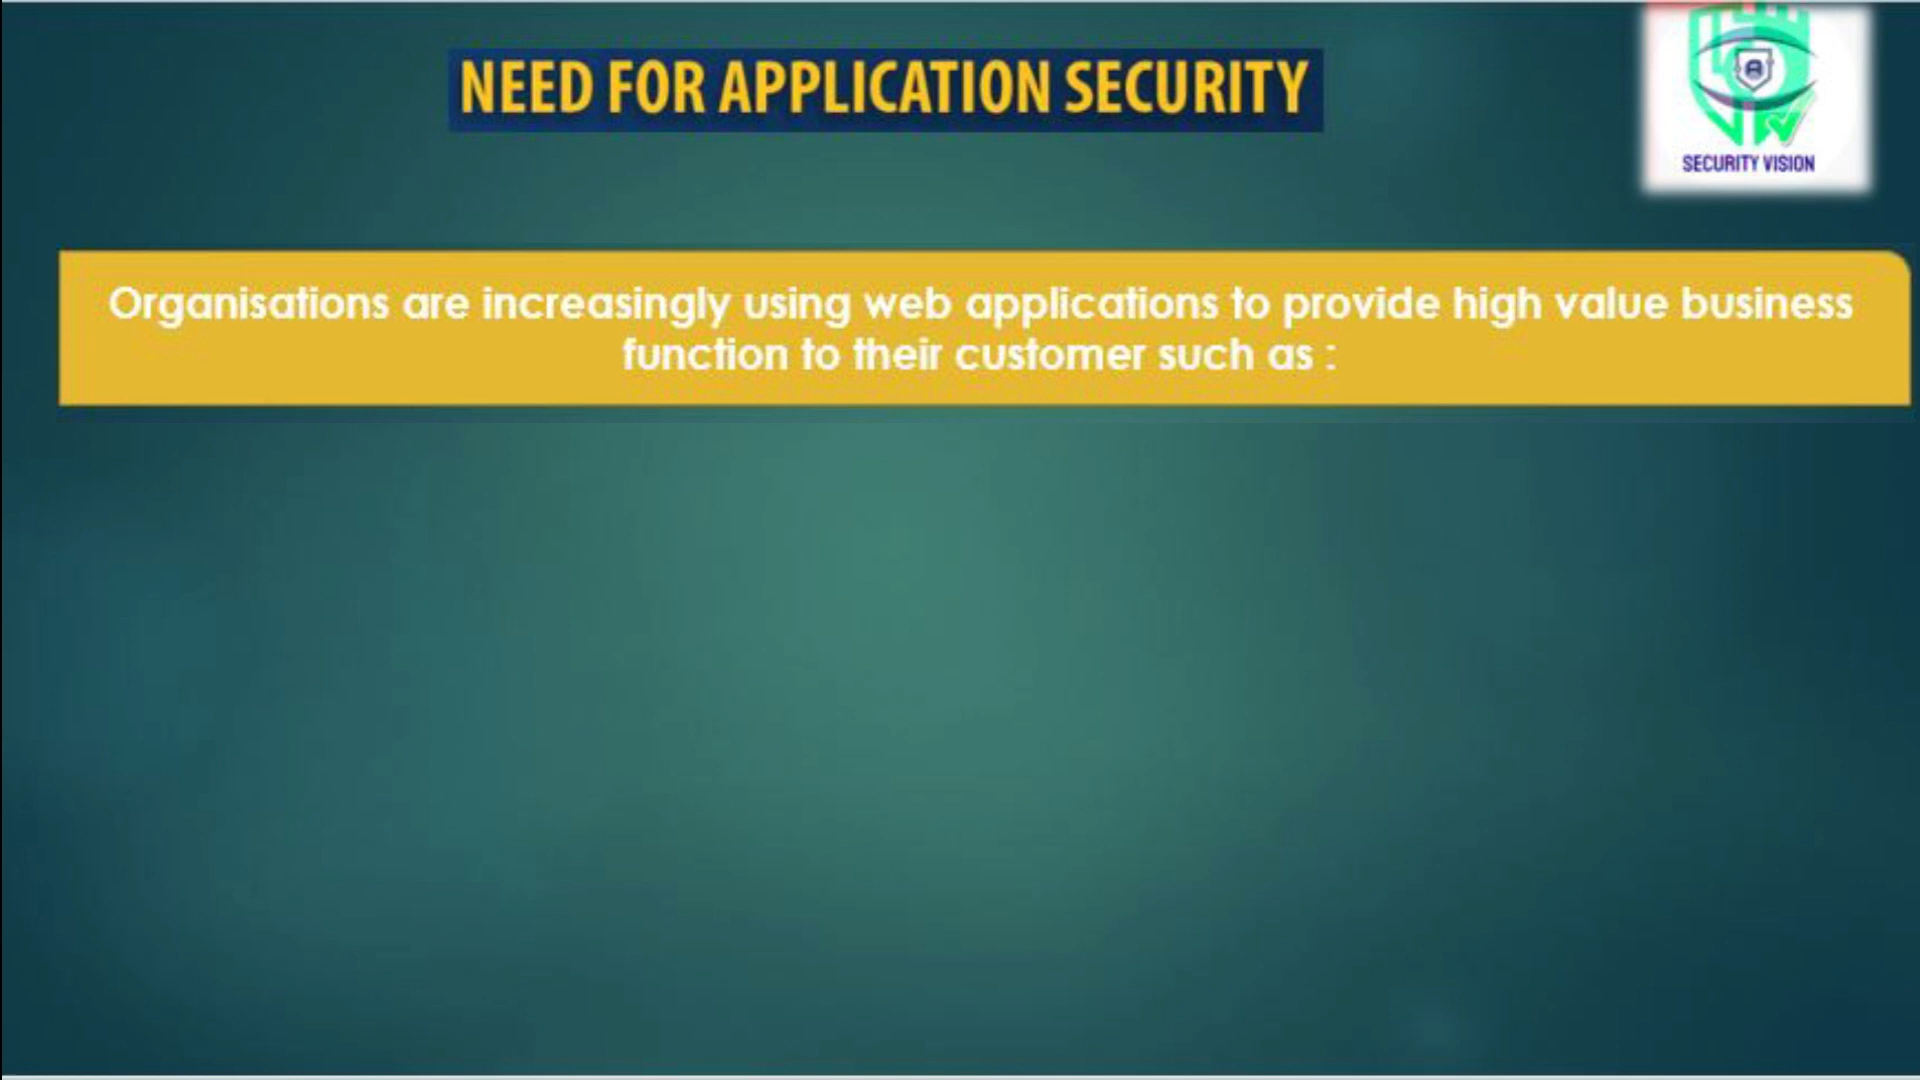 NEED FOR APPLICATION SECURITY
SECURITY VISION
Organisations are increasingly using web applications to provide high value business
function to their customer such as :